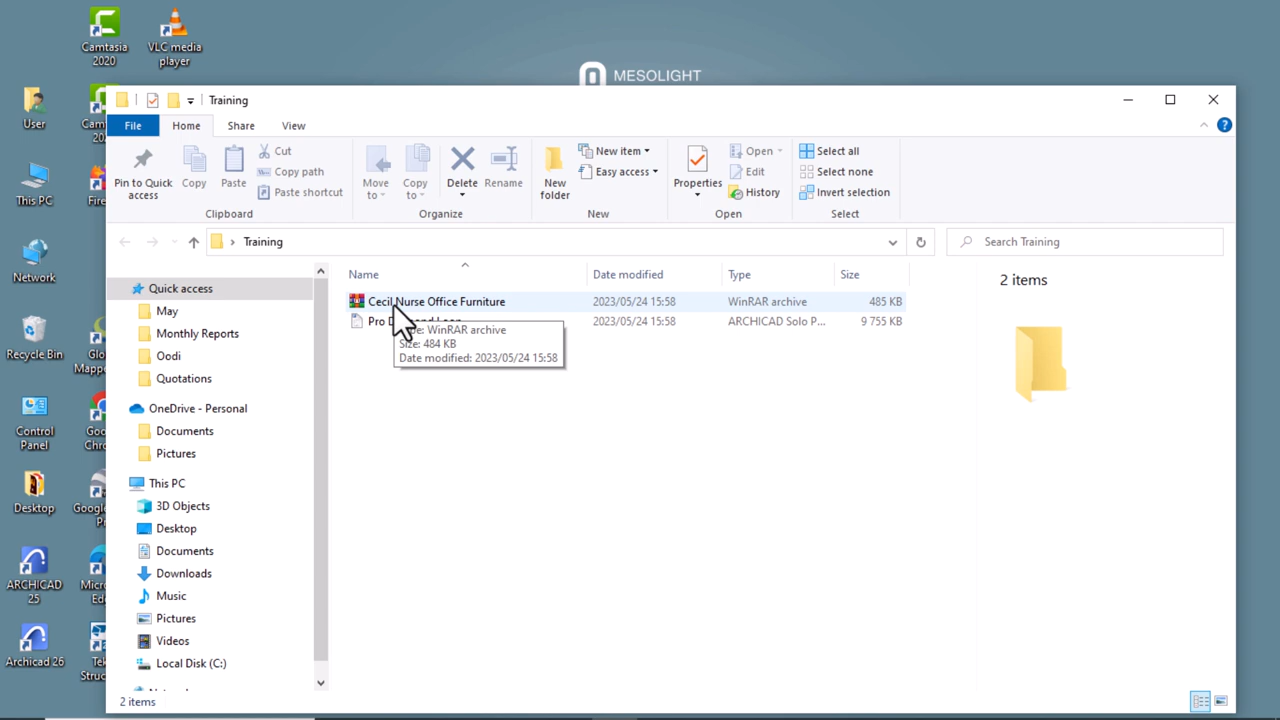 Camtasia
2020
VLC media
player
MESOLIGHT
User
This PC
Network
Recycle Bin
Control
Panel
Desktop
ARCHICAD
25
Archicad 26
Training
File
Home
Share
View
Pin to Quick
access
Copy
Paste
Cut
Copy path
Paste shortcut
Clipboard
Move
to
Copy
to
Delete
Rename
Organize
New
folder
New item
Easy access
New
Properties
Open
Edit
History
Open
Select all
Select none
Invert selection
Select
Training
Search Training
Name
Date modified
Type
Size
Cecil Nurse Office Furniture
2023/05/24 15:58
WinRAR archive
485 KB
Pro
2023/05/24 15:58
ARCHICAD Solo P...
9 755 KB
WinRAR archive
Size: 484 KB
Date modified: 2023/05/24 15:58
2 items
Quick access
May
Monthly Reports
Oodi
Quotations
OneDrive - Personal
Documents
Pictures
This PC
3D Objects
Desktop
Documents
Downloads
Music
Pictures
Videos
Local Disk (C:)
2 items